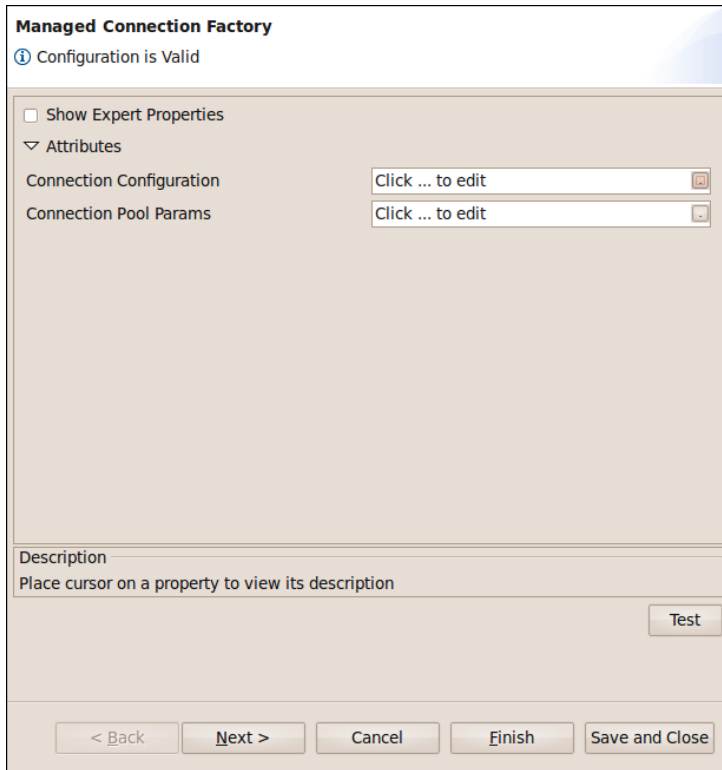 Managed Connection Factory
Configuration is Valid
Show Expert Properties
Attributes
Connection Configuration Click ... to edit
Connection Pool Params Click ... to edit
Description
Place cursor on a property to view its description
Test
< Back Next > Cancel Finish Save and Close